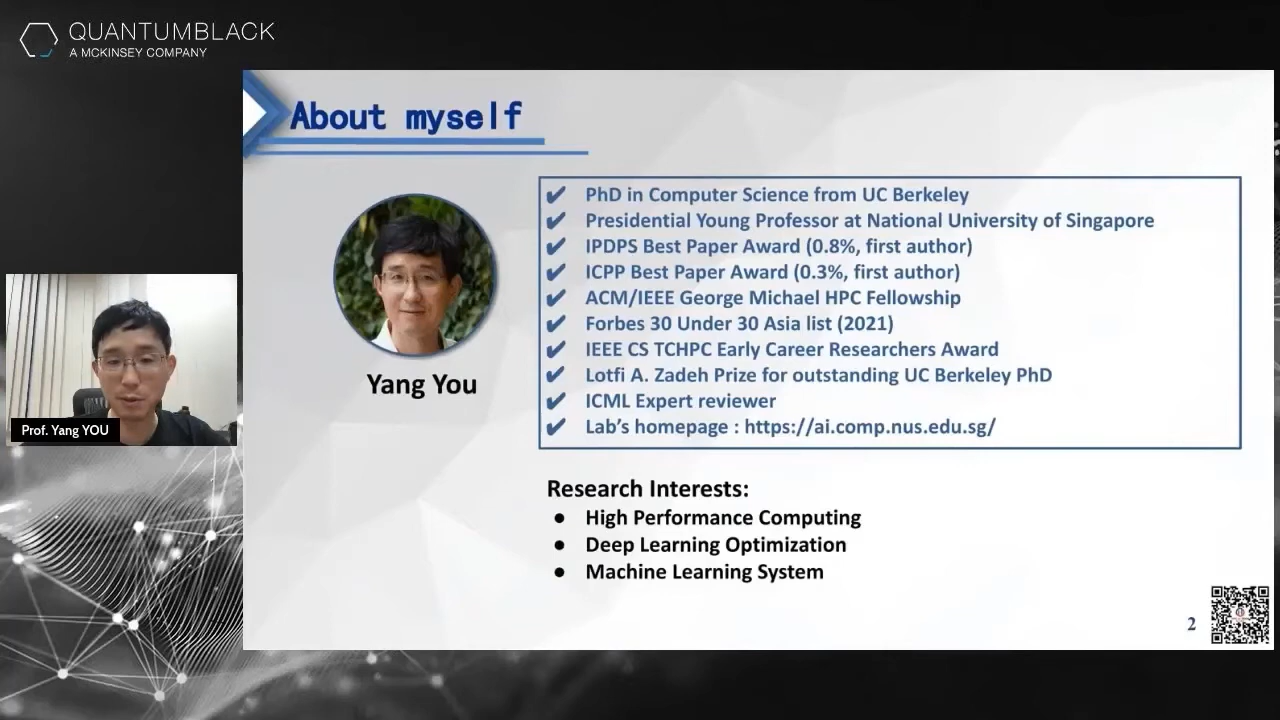 QUANTUMBLACK
A MCKINSEY COMPANY
About myself
✔ PhD in Computer Science from UC Berkeley
✔ Presidential Young Professor at National University of Singapore
✔ IPDPS Best Paper Award (0.8%, first author)
✔ ICPP Best Paper Award (0.3%, first author)
✔ ACM/IEEE George Michael HPC Fellowship
✔ Forbes 30 Under 30 Asia list (2021)
✔ IEEE CS TCHPC Early Career Researchers Award
✔ Lotfi A. Zadeh Prize for outstanding UC Berkeley PhD
✔ ICML Expert reviewer
✔ Lab's homepage : https://ai.comp.nus.edu.sg/
Yang You
Prof. Yang YOU
Research Interests:
● High Performance Computing
● Deep Learning Optimization
● Machine Learning System
2